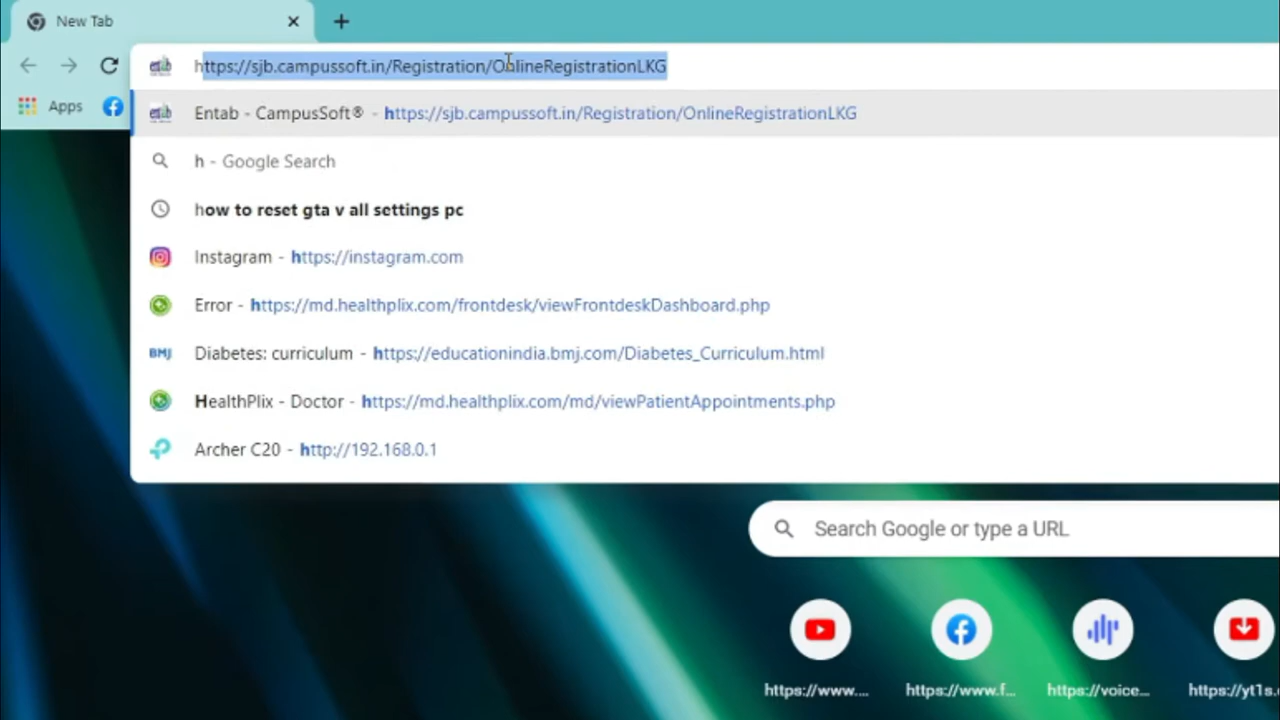 New Tab
https://sjb.campussoft.in/Registration/OnlineRegistrationLKG
Apps
Entab - CampusSoft® - https://sjb.campussoft.in/Registration/OnlineRegistrationLKG
h - Google Search
how to reset gta v all settings pc
Instagram - https://instagram.com
Error - https://md.healthplix.com/frontdesk/viewFrontdeskDashboard.php
BMJ Diabetes: curriculum - https://educationindia.bmj.com/Diabetes_Curriculum.html
HealthPlix - Doctor - https://md.healthplix.com/md/viewPatientAppointments.php
Archer C20 - http://192.168.0.1
Search Google or type a URL
https://www.... https://www.f... https://voice... https://yt1s.